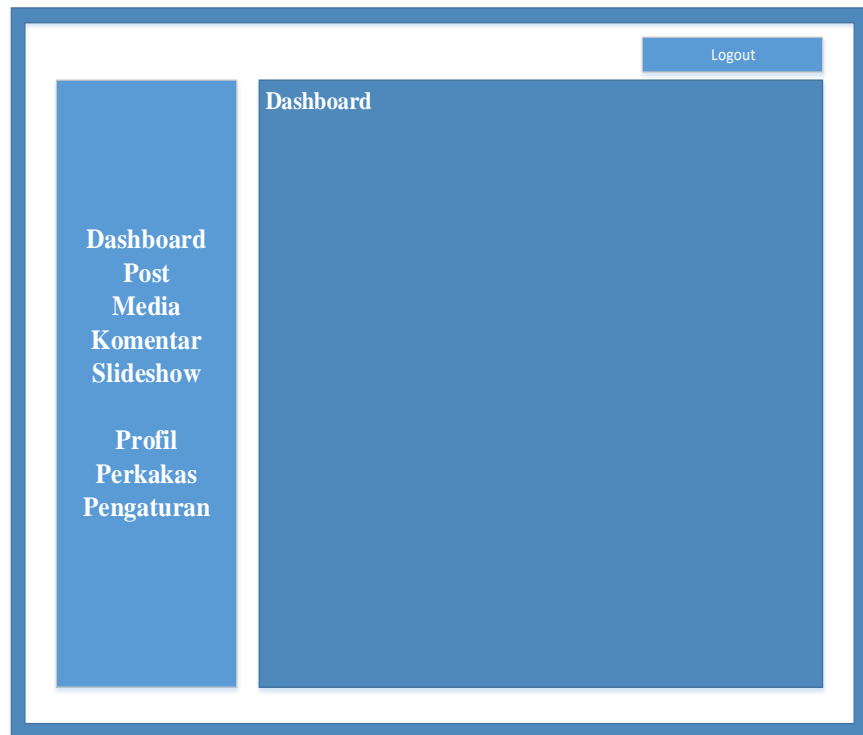 Logout
Dashboard
Dashboard
Post
Media
Komentar
Slideshow
Profil
Perkakas
Pengaturan